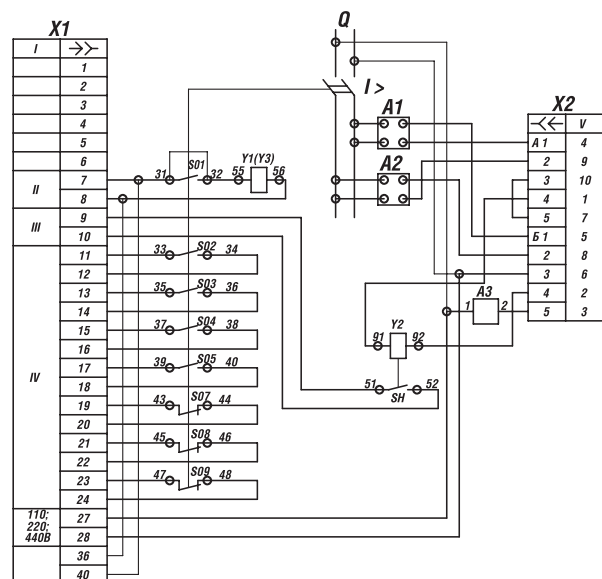 X1
Q
I >
X2
I
1
2
3
4
5
6
II
7
8
III
9
10
IV
11
12
13
14
15
16
17
18
19
20
21
22
23
24
110;
220;
440В
27
28
36
40
31 S01 32 55 Y1(Y3) 56
33 S02 34
35 S03 36
37 S04 38
39 S05 40
43 S07 44
45 S08 46
47 S09 48
A1
A2
A3
1 2
91 Y2 92
51 SH 52
V
А 1 4
2 9
3 10
4 1
5 7
Б 1 5
2 8
3 6
4 2
5 3